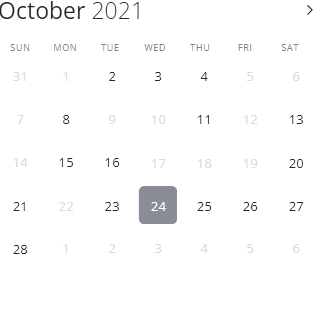 October 2021
SUN MON TUE WED THU FRI SAT
31 1 2 3 4 5 6
7 8 9 10 11 12 13
14 15 16 17 18 19 20
21 22 23 24 25 26 27
28 1 2 3 4 5 6